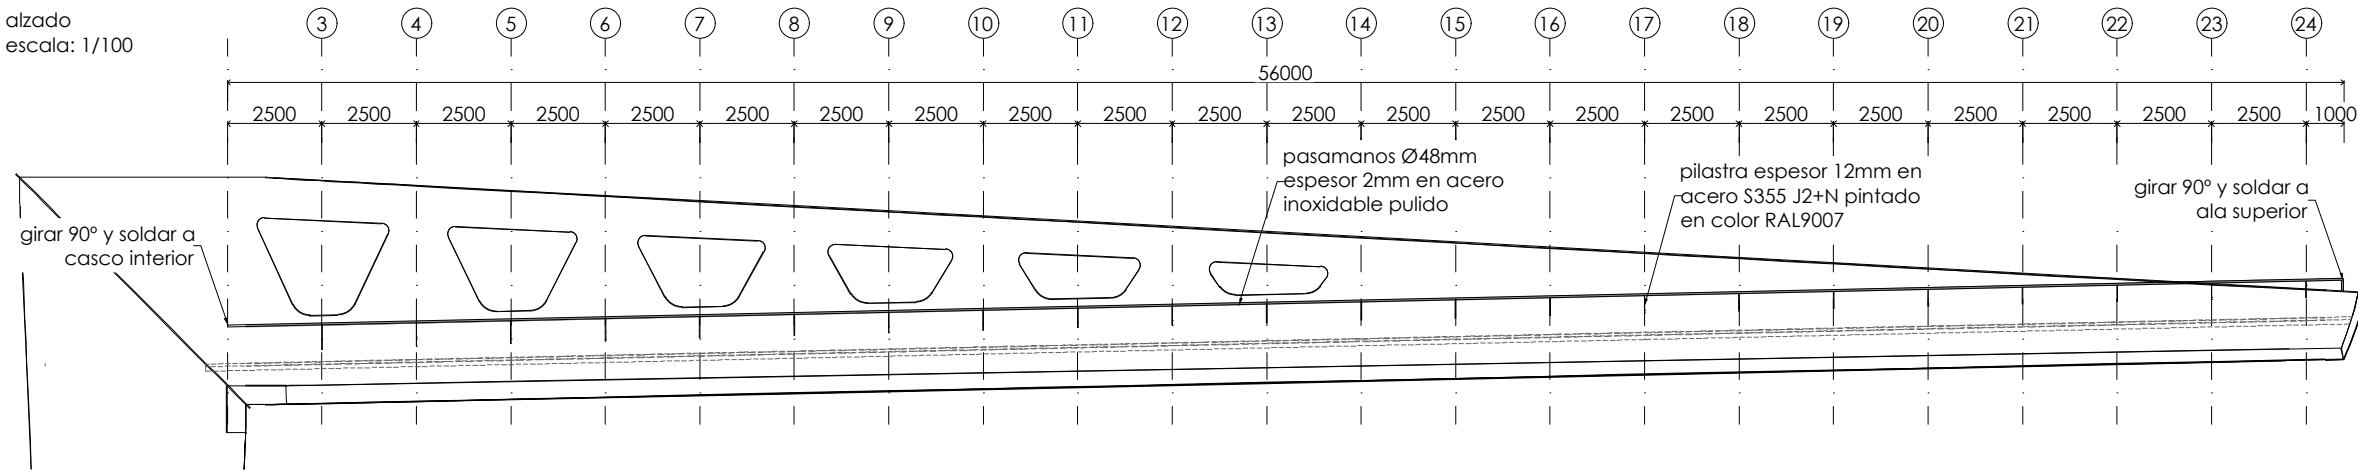 alzado
escala: 1/100
3 4 5 6 7 8 9 10 11 12 13 14 15 16 17 18 19 20 21 22 23 24
56000
2500 2500 2500 2500 2500 2500 2500 2500 2500 2500 2500 2500 2500 2500 2500 2500 2500 2500 2500 2500 2500 2500 1000
pasamanos Ø48mm
espesor 2mm en acero
inoxidable pulido
pilastra espesor 12mm en
acero S355 J2+N pintado
en color RAL9007
girar 90º y soldar a
ala superior
girar 90º y soldar a
casco interior